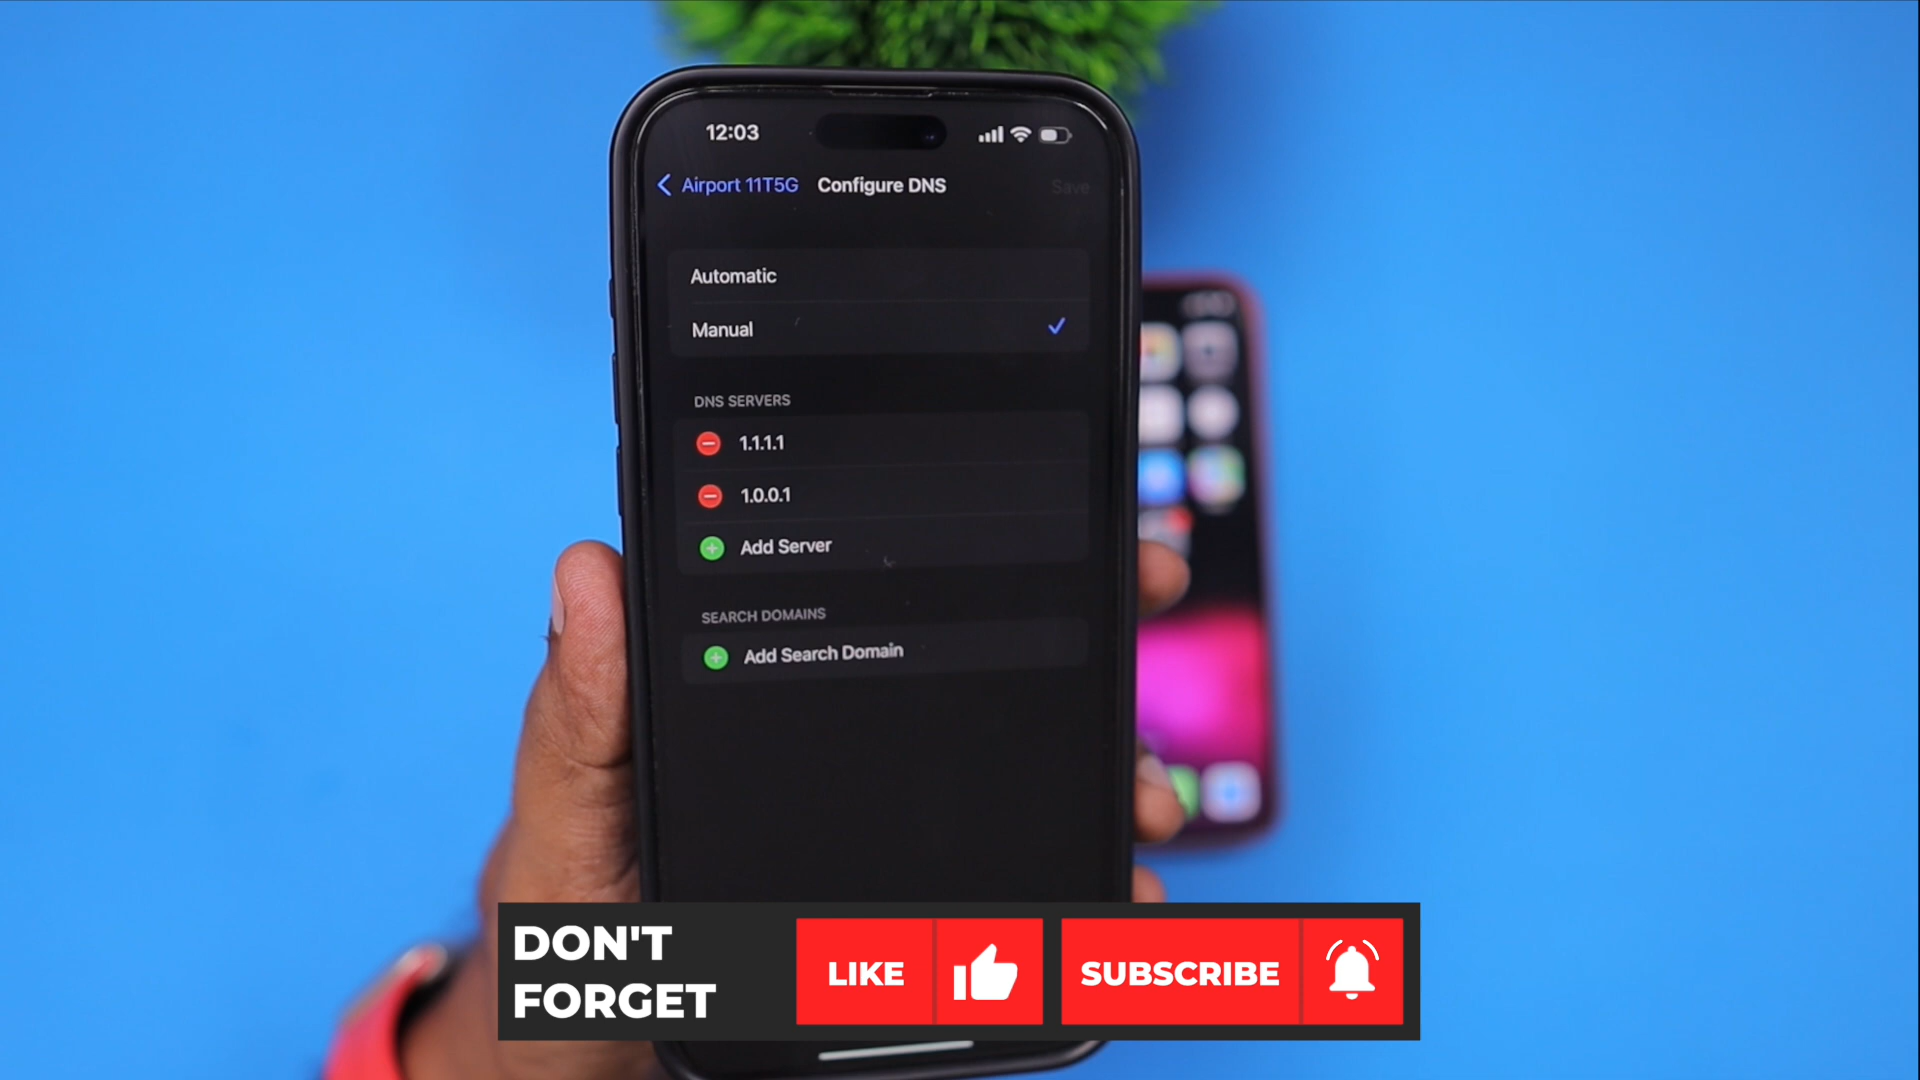 12:03
Airport 11T5G Configure DNS Save
Automatic
Manual
DNS SERVERS
1.1.1.1
1.0.0.1
Add Server
SEARCH DOMAINS
Add Search Domain
DON'T
FORGET
LIKE
SUBSCRIBE